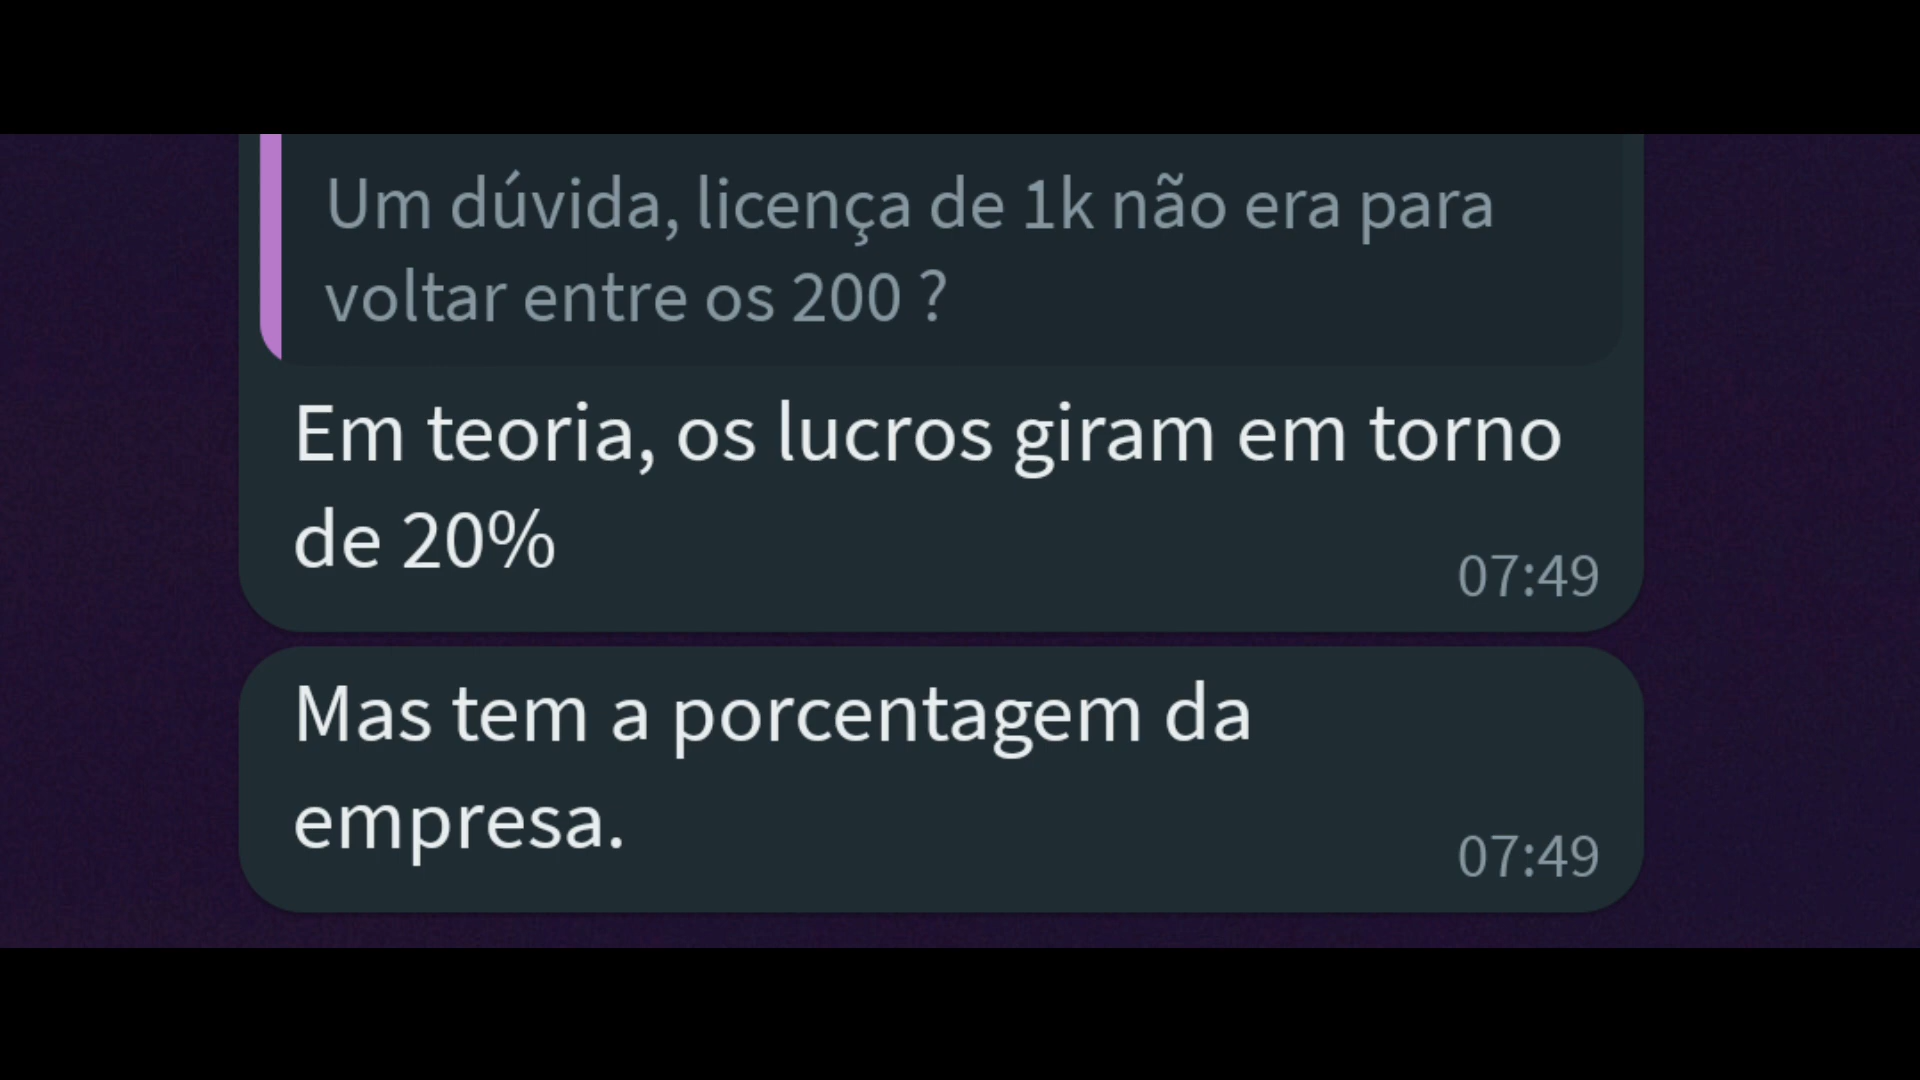 Um dúvida, licença de 1k não era para
voltar entre os 200 ?
Em teoria, os lucros giram em torno
de 20%
07:49
Mas tem a porcentagem da
empresa.
07:49